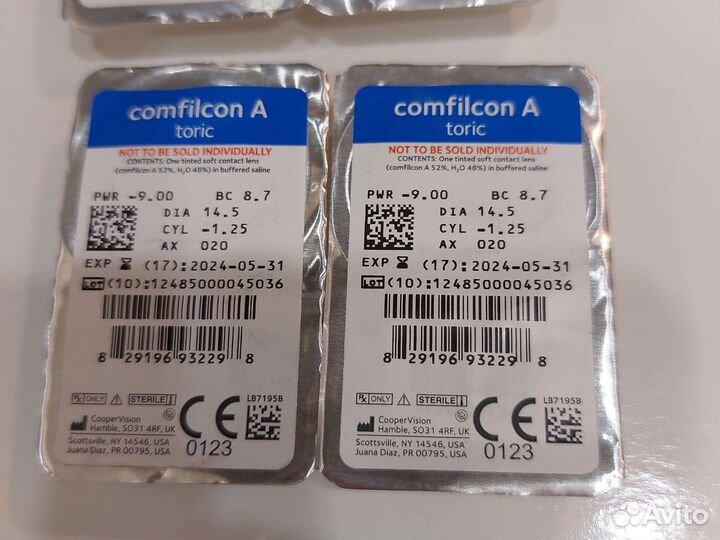 comfilcon A
toric
NOT TO BE SOLD INDIVIDUALLY
CONTENTS: One tinted soft contact lens
(comfilcon A 52%, H₂O 48%) in buffered saline
PWR -9.00 BC 8.7
DIA 14.5
CYL -1.25
AX 020
EXP (17):2024-05-31
LOT (10):12485000045036
8 29196 93229 8
Rx ONLY STERILE LB7195B
CooperVision
Hamble, SO31 4RF, UK
Scottsville, NY 14546, USA
Juana Diaz, PR 00795, USA
CE
0123
comfilcon A
toric
NOT TO BE SOLD INDIVIDUALLY
CONTENTS: One tinted soft contact lens
(comfilcon A 52%, H₂O 48%) in buffered saline
PWR -9.00 BC 8.7
DIA 14.5
CYL -1.25
AX 020
EXP (17):2024-05-31
LOT (10):12485000045036
8 29196 93229 8
Rx ONLY STERILE LB7195B
CooperVision
Hamble, SO31 4RF, UK
Scottsville, NY 14546, USA
Juana Diaz, PR 00795, USA
CE
0123
Avito